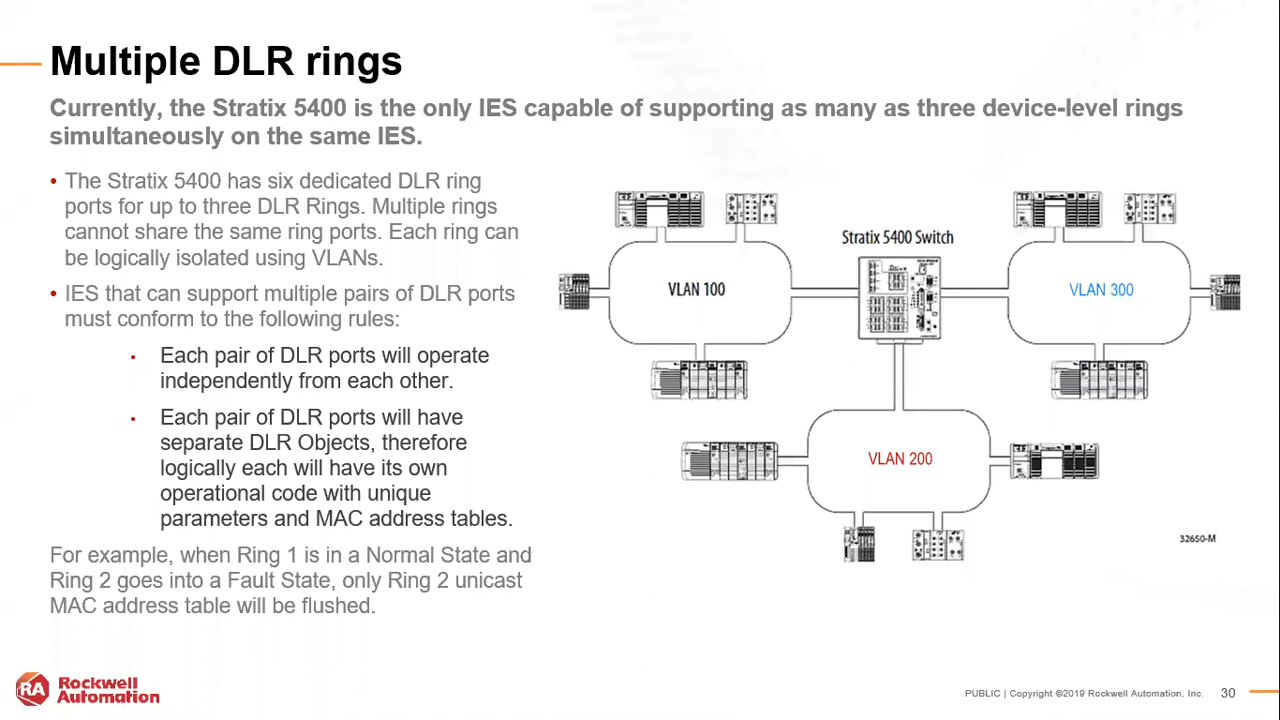 Multiple DLR rings
Currently, the Stratix 5400 is the only IES capable of supporting as many as three device-level rings
simultaneously on the same IES.
• The Stratix 5400 has six dedicated DLR ring
ports for up to three DLR Rings. Multiple rings
cannot share the same ring ports. Each ring can
be logically isolated using VLANs.
• IES that can support multiple pairs of DLR ports
must conform to the following rules:
• Each pair of DLR ports will operate
independently from each other.
• Each pair of DLR ports will have
separate DLR Objects, therefore
logically each will have its own
operational code with unique
parameters and MAC address tables.
For example, when Ring 1 is in a Normal State and
Ring 2 goes into a Fault State, only Ring 2 unicast
MAC address table will be flushed.
Stratix 5400 Switch
VLAN 100
VLAN 300
VLAN 200
32650-M
RA
Rockwell
Automation
PUBLIC | Copyright ©2019 Rockwell Automation, Inc. 30